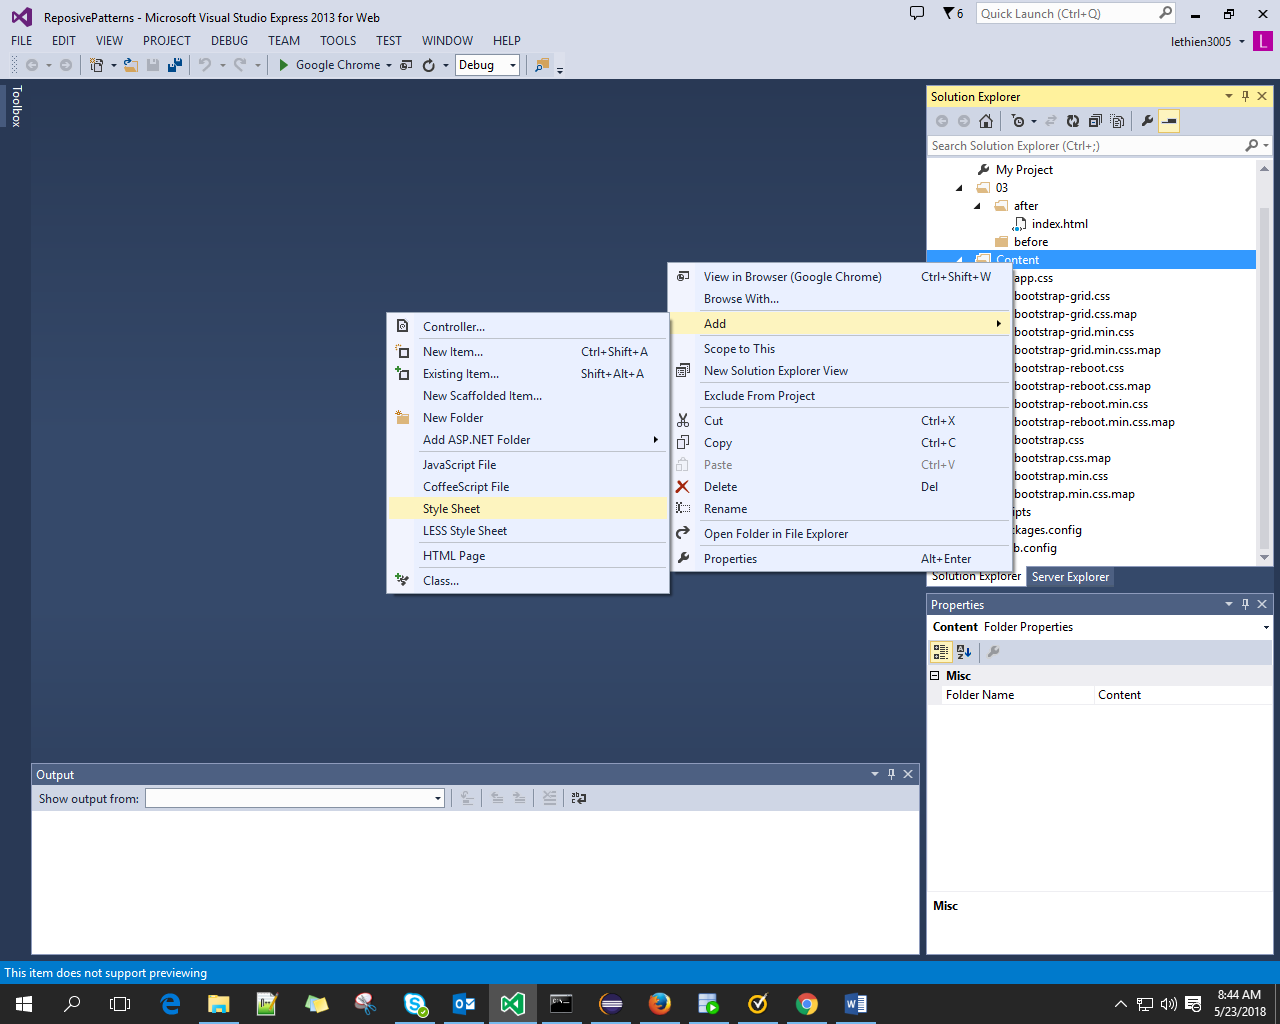 ReposivePatterns - Microsoft Visual Studio Express 2013 for Web
6
Quick Launch (Ctrl+Q)
FILE EDIT VIEW PROJECT DEBUG TEAM TOOLS TEST WINDOW HELP
lethien3005
L
Google Chrome
Debug
Toolbox
Solution Explorer
Search Solution Explorer (Ctrl+;)
My Project
03
after
index.html
before
Content
app.css
bootstrap-grid.css
bootstrap-grid.css.map
bootstrap-grid.min.css
bootstrap-grid.min.css.map
bootstrap-reboot.css
bootstrap-reboot.css.map
bootstrap-reboot.min.css
bootstrap-reboot.min.css.map
bootstrap.css
bootstrap.css.map
bootstrap.min.css
bootstrap.min.css.map
ipts
kages.config
b.config
Solution Explorer
Server Explorer
View in Browser (Google Chrome) Ctrl+Shift+W
Browse With...
Add
Scope to This
New Solution Explorer View
Exclude From Project
Cut Ctrl+X
Copy Ctrl+C
Paste Ctrl+V
Delete Del
Rename
Open Folder in File Explorer
Properties Alt+Enter
Controller...
New Item... Ctrl+Shift+A
Existing Item... Shift+Alt+A
New Scaffolded Item...
New Folder
Add ASP.NET Folder
JavaScript File
CoffeeScript File
Style Sheet
LESS Style Sheet
HTML Page
Class...
Properties
Content Folder Properties
Misc
Folder Name Content
Misc
Output
Show output from:
This item does not support previewing
8:44 AM
5/23/2018